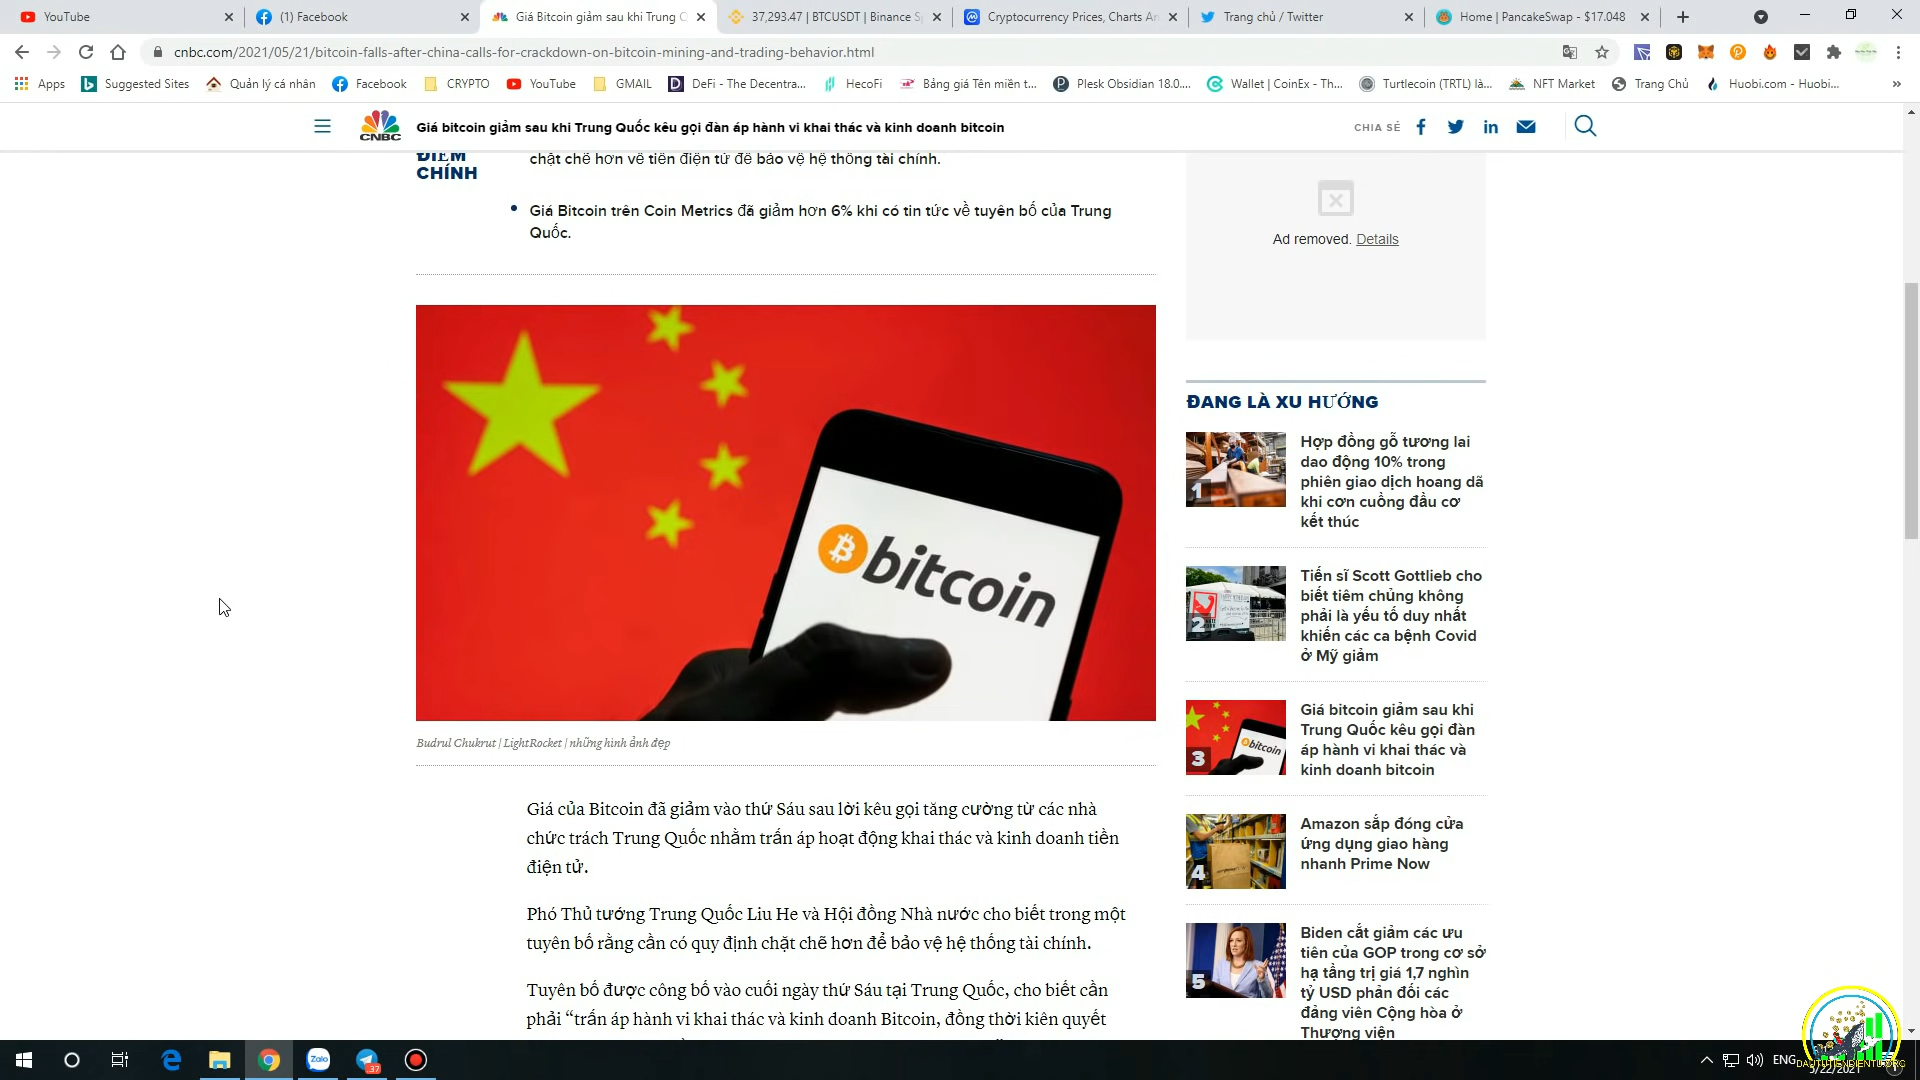 YouTube
(1) Facebook
Giá Bitcoin giảm sau khi Trung C
37,293.47 | BTCUSDT | Binance S
Cryptocurrency Prices, Charts An
Trang chủ / Twitter
Home | PancakeSwap - $17.048
cnbc.com/2021/05/21/bitcoin-falls-after-china-calls-for-crackdown-on-bitcoin-mining-and-trading-behavior.html
Apps
Suggested Sites
Quản lý cá nhân
Facebook
CRYPTO
YouTube
GMAIL
DeFi - The Decentra...
HecoFi
Bảng giá Tên miền t...
Plesk Obsidian 18.0....
Wallet | CoinEx - Th...
Turtlecoin (TRTL) là...
NFT Market
Trang Chủ
Huobi.com - Huobi...
CNBC
Giá bitcoin giảm sau khi Trung Quốc kêu gọi đàn áp hành vi khai thác và kinh doanh bitcoin
CHIA SẺ
ĐIỂM
CHÍNH
chặt chẽ hơn về tiền điện tử để bảo vệ hệ thống tài chính.
Giá Bitcoin trên Coin Metrics đã giảm hơn 6% khi có tin tức về tuyên bố của Trung
Quốc.
Ad removed. Details
bitcoin
Budrul Chukrut | LightRocket | những hình ảnh đẹp
Giá của Bitcoin đã giảm vào thứ Sáu sau lời kêu gọi tăng cường từ các nhà
chức trách Trung Quốc nhằm trấn áp hoạt động khai thác và kinh doanh tiền
điện tử.
Phó Thủ tướng Trung Quốc Liu He và Hội đồng Nhà nước cho biết trong một
tuyên bố rằng cần có quy định chặt chẽ hơn để bảo vệ hệ thống tài chính.
Tuyên bố được công bố vào cuối ngày thứ Sáu tại Trung Quốc, cho biết cần
phải “trấn áp hành vi khai thác và kinh doanh Bitcoin, đồng thời kiên quyết
ĐANG LÀ XU HƯỚNG
1
Hợp đồng gỗ tương lai
dao động 10% trong
phiên giao dịch hoang dã
khi cơn cuồng đầu cơ
kết thúc
2
Tiến sĩ Scott Gottlieb cho
biết tiêm chủng không
phải là yếu tố duy nhất
khiến các ca bệnh Covid
ở Mỹ giảm
3
bitcoin
Giá bitcoin giảm sau khi
Trung Quốc kêu gọi đàn
áp hành vi khai thác và
kinh doanh bitcoin
4
Amazon sắp đóng cửa
ứng dụng giao hàng
nhanh Prime Now
5
Biden cắt giảm các ưu
tiên của GOP trong cơ sở
hạ tầng trị giá 1,7 nghìn
tỷ USD phản đối các
đảng viên Cộng hòa ở
Thượng viện
Zalo
37
ENG
DAUTUTIENDIENTU.ORG
5/22/2021